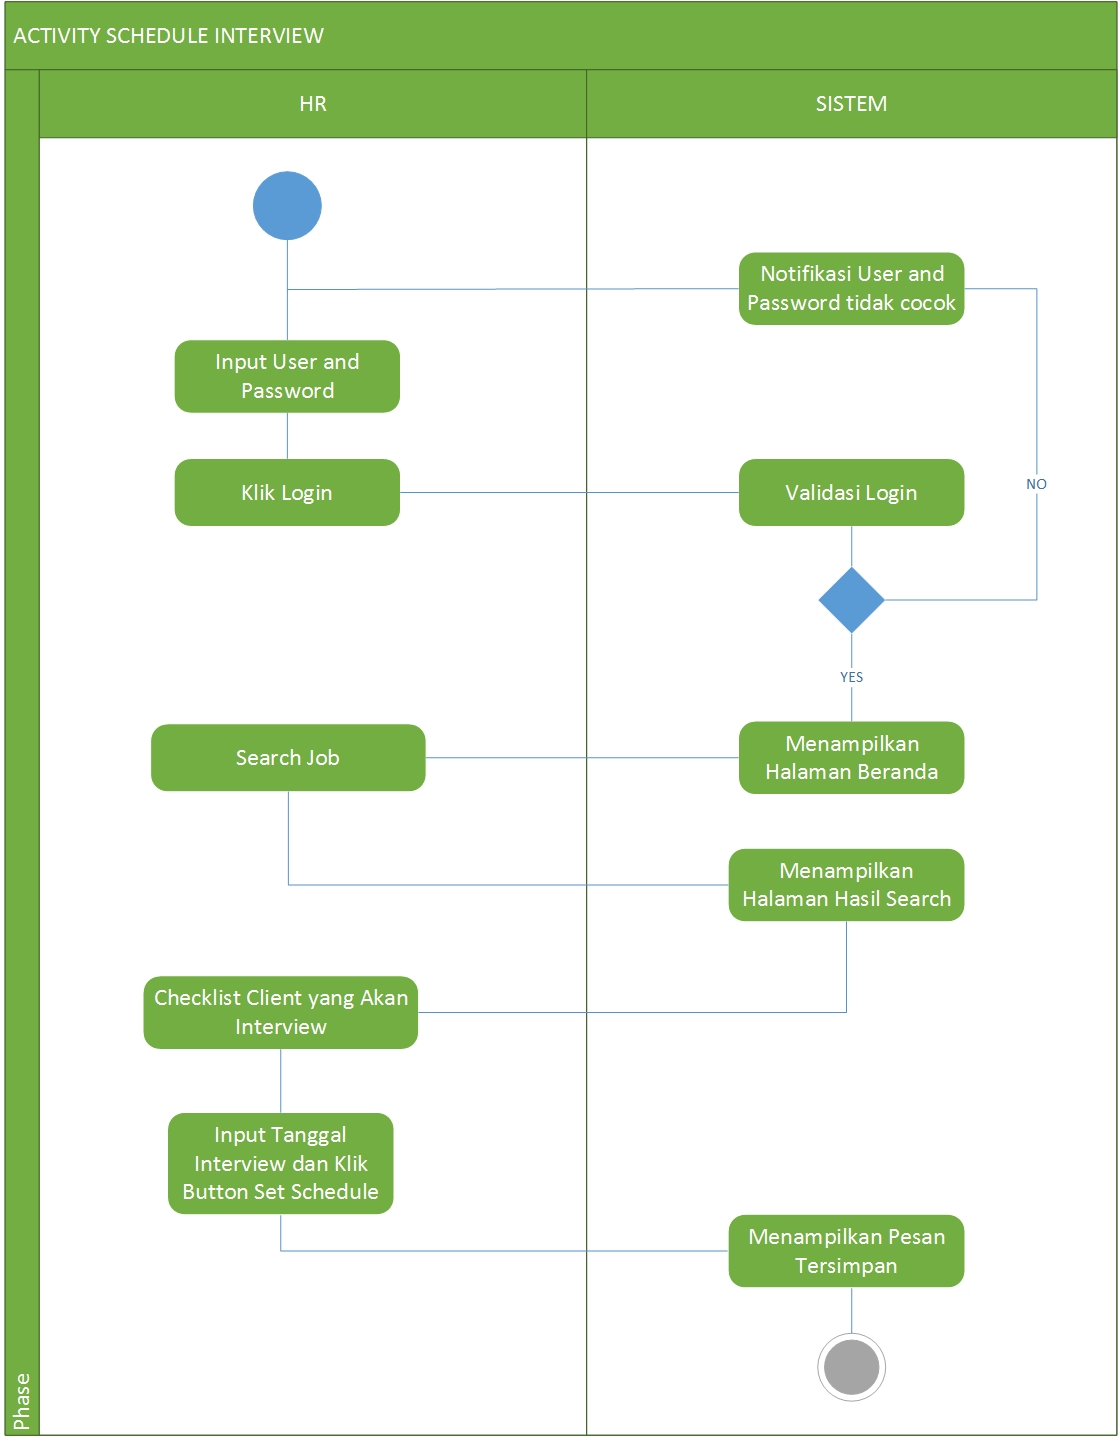 ACTIVITY SCHEDULE INTERVIEW
HR
SISTEM
Notifikasi User and
Password tidak cocok
Input User and
Password
Klik Login
Validasi Login
NO
YES
Search Job
Menampilkan
Halaman Beranda
Menampilkan
Halaman Hasil Search
Checklist Client yang Akan
Interview
Input Tanggal
Interview dan Klik
Button Set Schedule
Menampilkan Pesan
Tersimpan
Phase